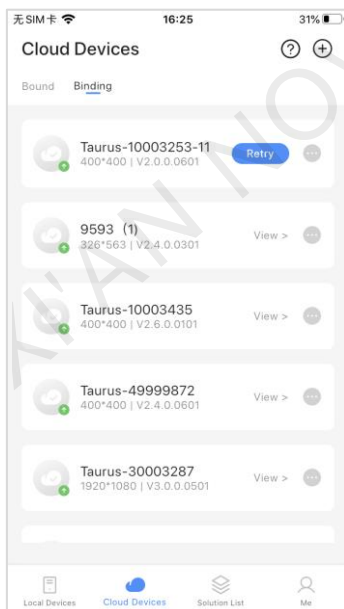 无SIM卡 16:25 31%
Cloud Devices
Bound Binding
Taurus-10003253-11
400*400 | V2.0.0.0601
Retry
9593（1)
326*563 | V2.4.0.0301
View >
Taurus-10003435
400*400 | V2.6.0.0101
View >
Taurus-49999872
400*400 | V2.4.0.0601
View >
Taurus-30003287
1920*1080 | V3.0.0.0501
View >
Local Devices Cloud Devices Solution List Me
XI'AN NOV